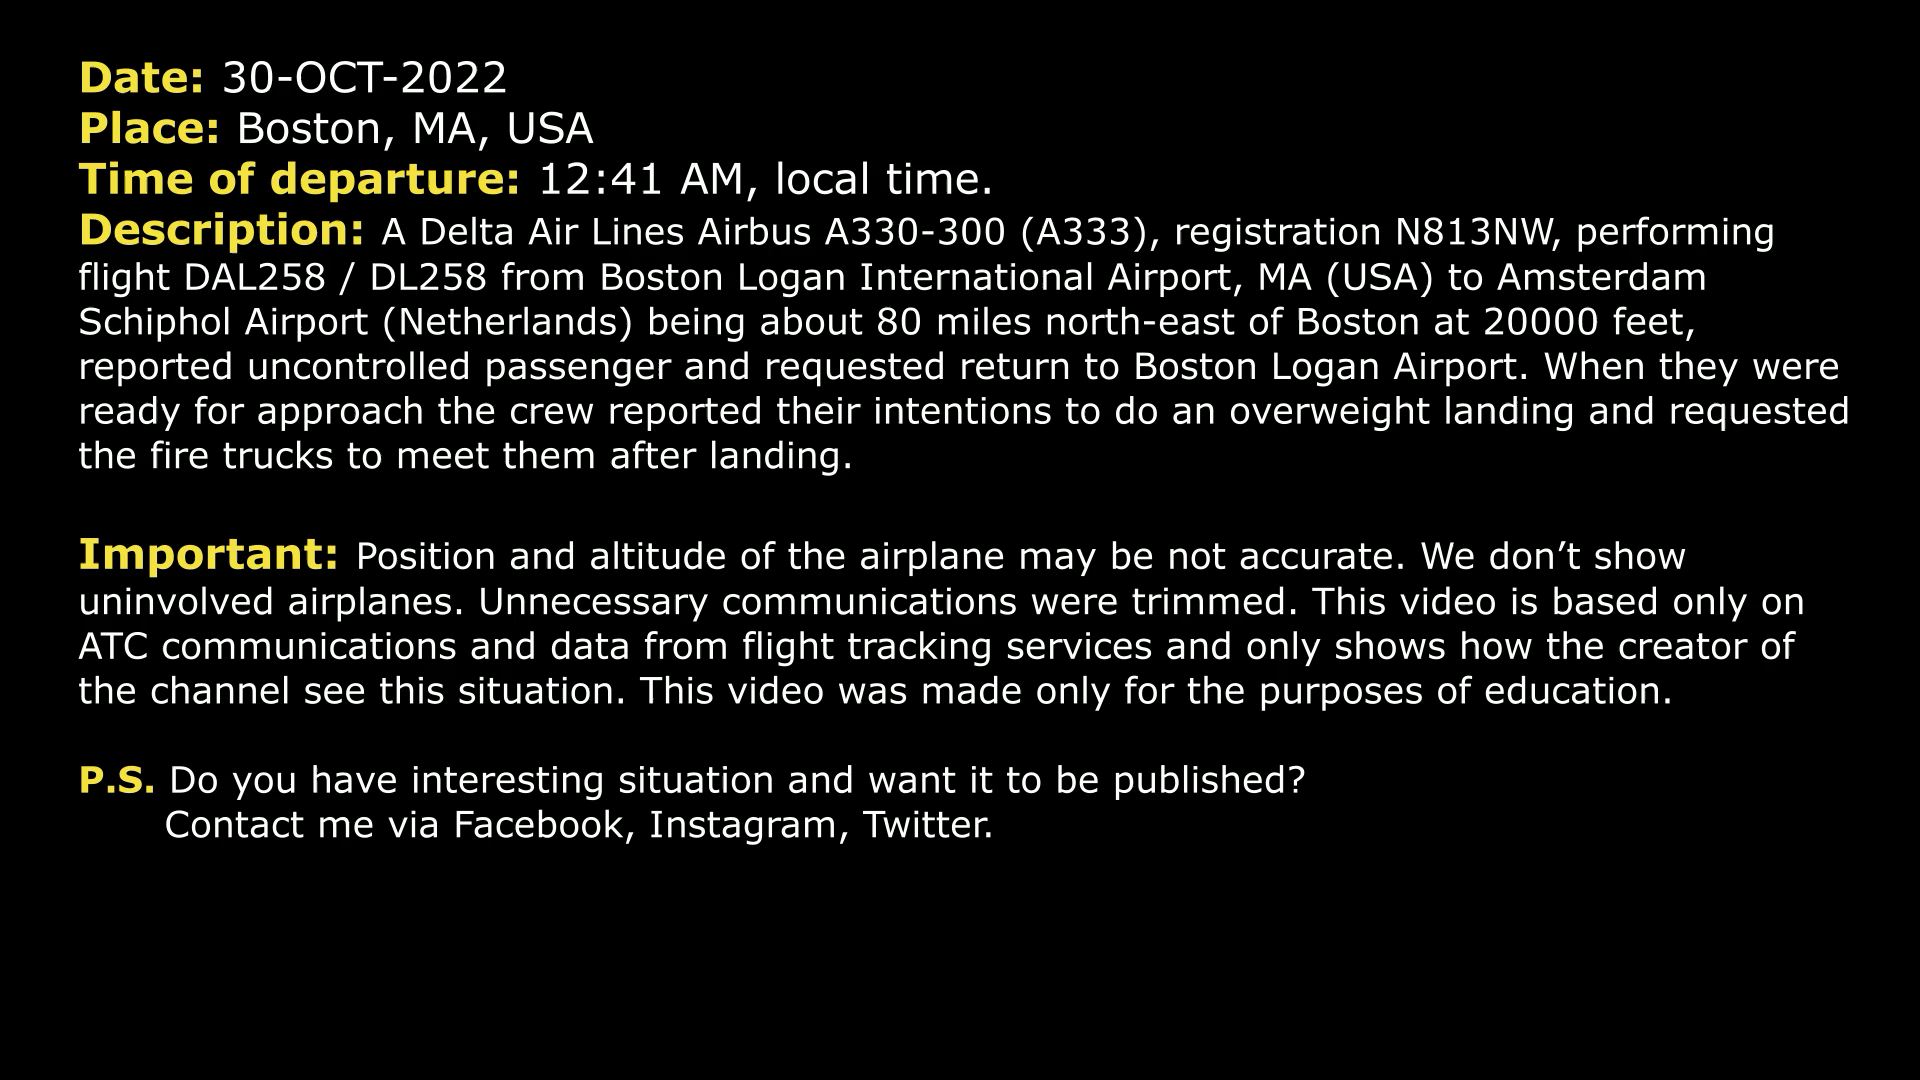 Date: 30-OCT-2022
Place: Boston, MA, USA
Time of departure: 12:41 AM, local time.
Description: A Delta Air Lines Airbus A330-300 (A333), registration N813NW, performing
flight DAL258 / DL258 from Boston Logan International Airport, MA (USA) to Amsterdam
Schiphol Airport (Netherlands) being about 80 miles north-east of Boston at 20000 feet,
reported uncontrolled passenger and requested return to Boston Logan Airport. When they were
ready for approach the crew reported their intentions to do an overweight landing and requested
the fire trucks to meet them after landing.
Important: Position and altitude of the airplane may be not accurate. We don’t show
uninvolved airplanes. Unnecessary communications were trimmed. This video is based only on
ATC communications and data from flight tracking services and only shows how the creator of
the channel see this situation. This video was made only for the purposes of education.
P.S. Do you have interesting situation and want it to be published?
Contact me via Facebook, Instagram, Twitter.